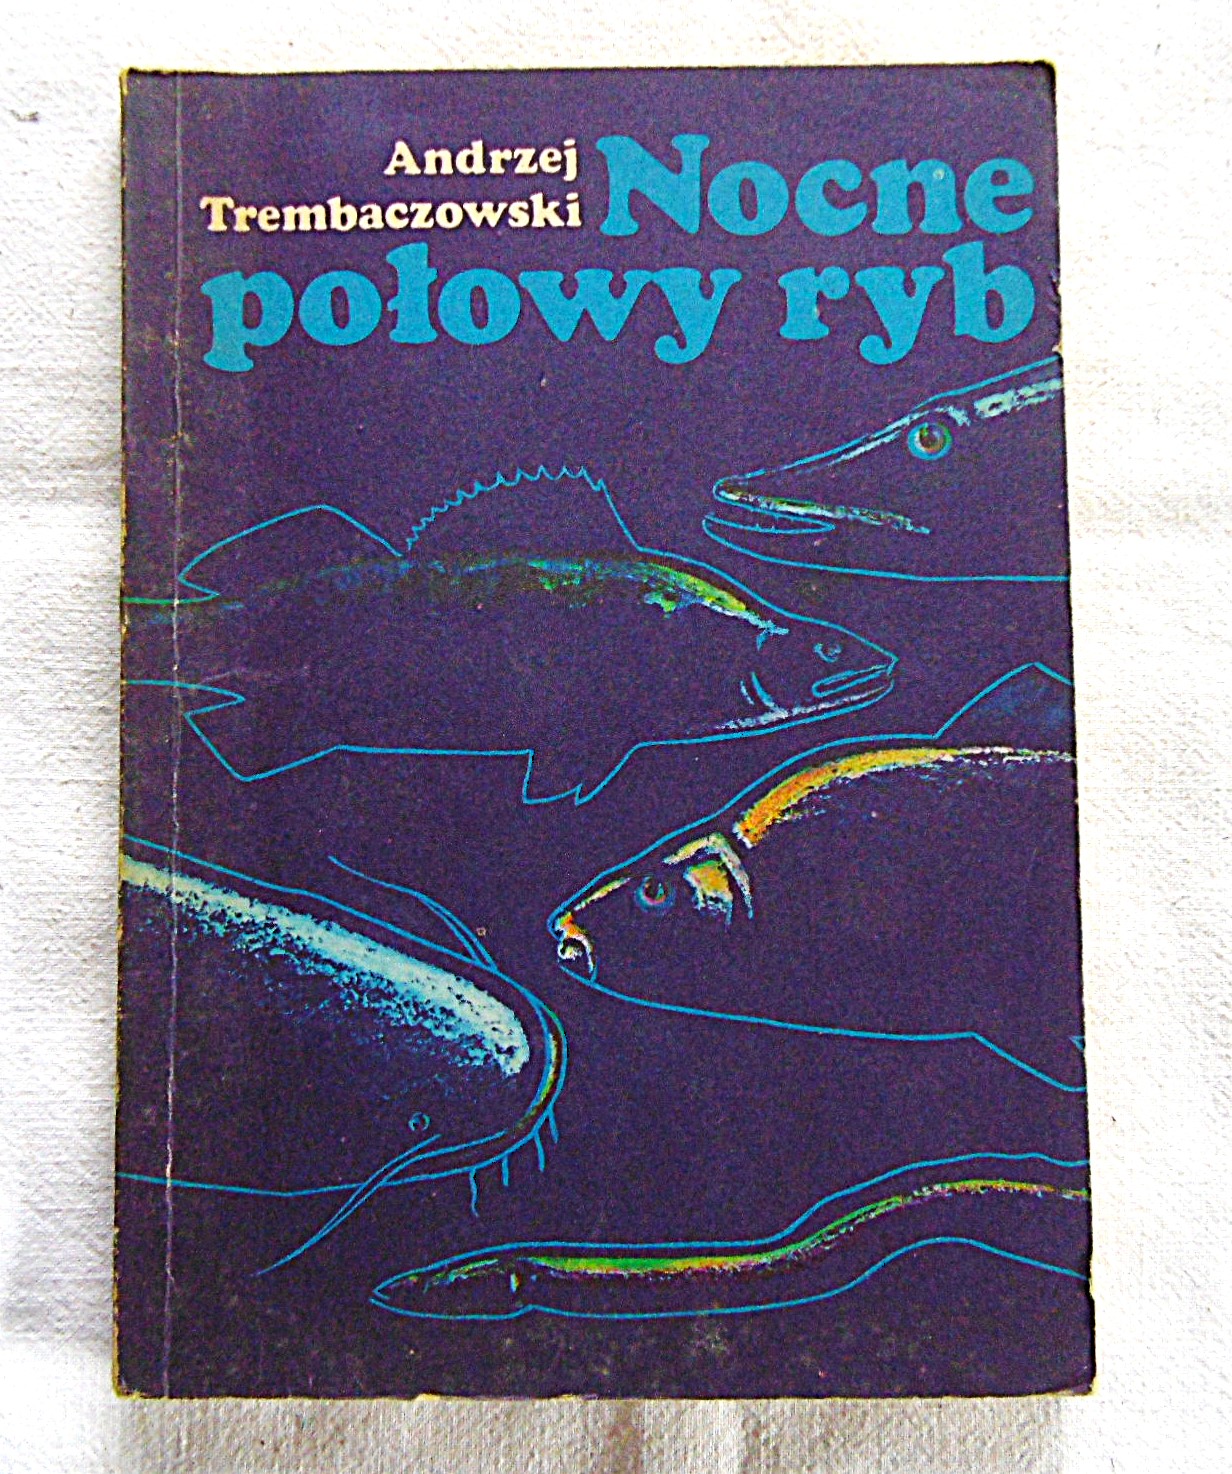 Andrzej
Trembaczowski
Nocne
połowy ryb